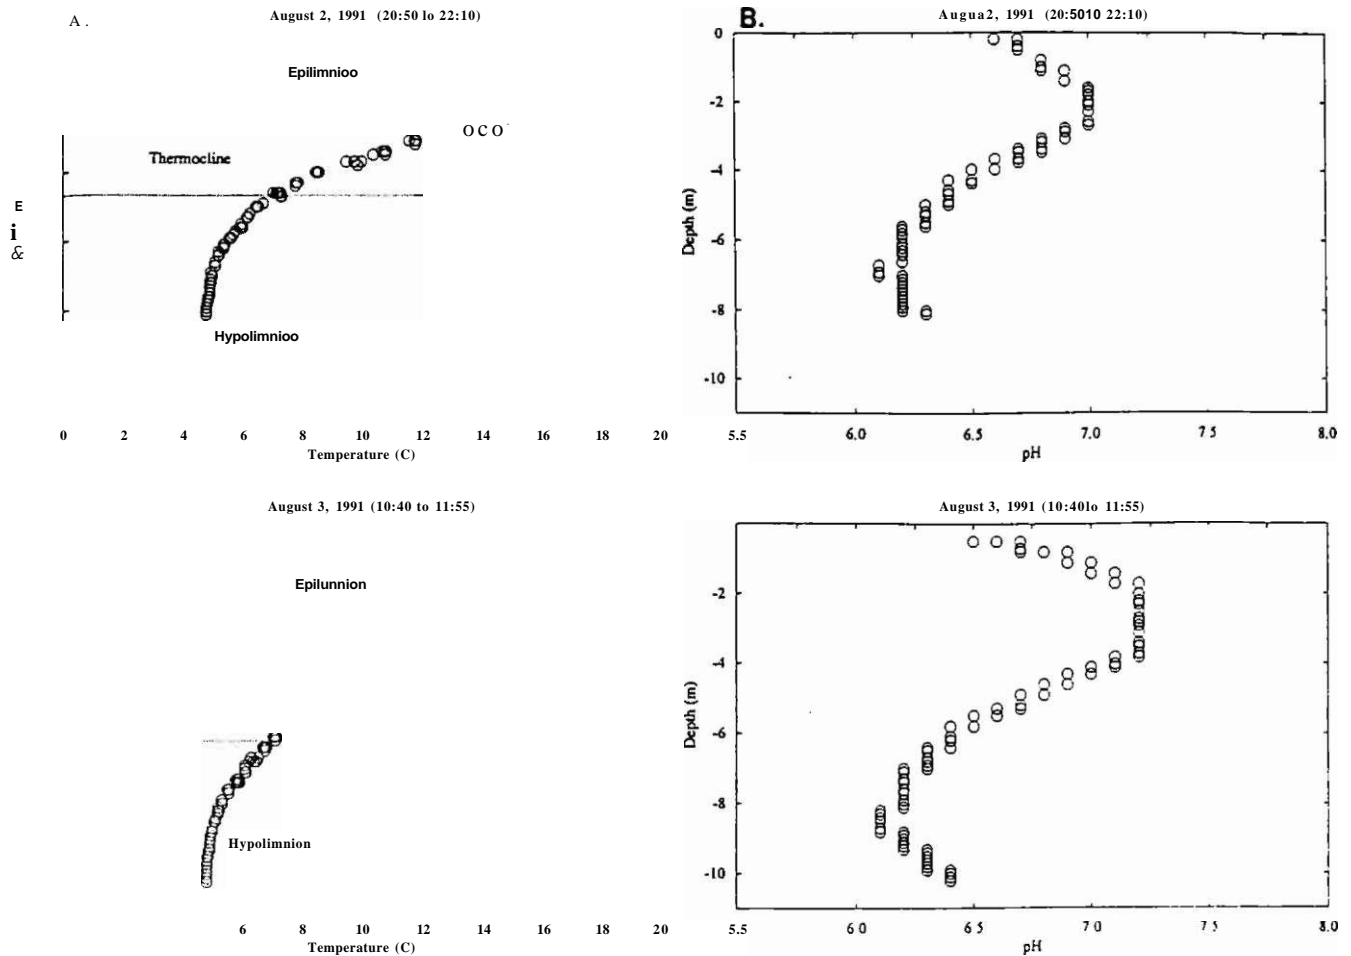 A .
August 2, 1991 (20:50 lo 22:10)
Epilimnioo
O C O
Thermocline
E
i
&
Hypolimnioo
0 2 4 6 8 10 12 14 16 18 20
Temperature (C)
B.
Augua2, 1991 (20:5010 22:10)
0
-2
-4
-6
-8
-10
Depth (m)
5.5 6.0 6.5 7.0 7 5 8.0
pH
August 3, 1991 (10:40 to 11:55)
Epilunnion
Hypolimnion
6 8 10 12 14 16 18 20
Temperature (C)
August 3, 1991 (10:40lo 11:55)
-2
-4
-6
-8
-10
Depth (m)
5.5 6 0 6.5 7 0 7 5 8.0
pH